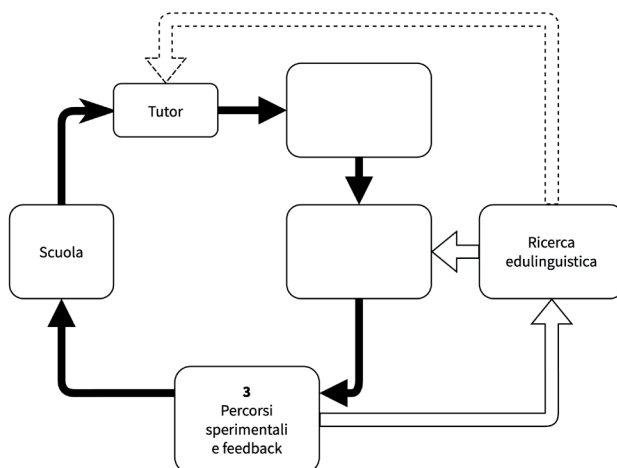 Tutor
Scuola
Ricerca
edulinguistica
3
Percorsi
sperimentali
e feedback